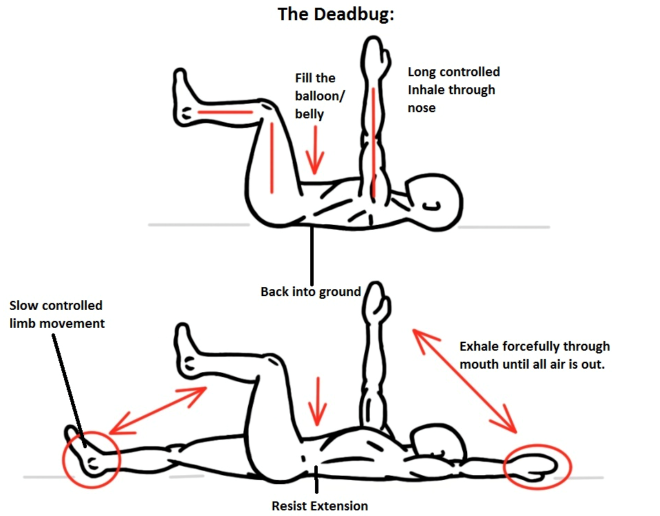 The Deadbug:
Fill the
balloon/
belly
Long controlled
Inhale through
nose
Back into ground
Slow controlled
limb movement
Exhale forcefully through
mouth until all air is out.
Resist Extension